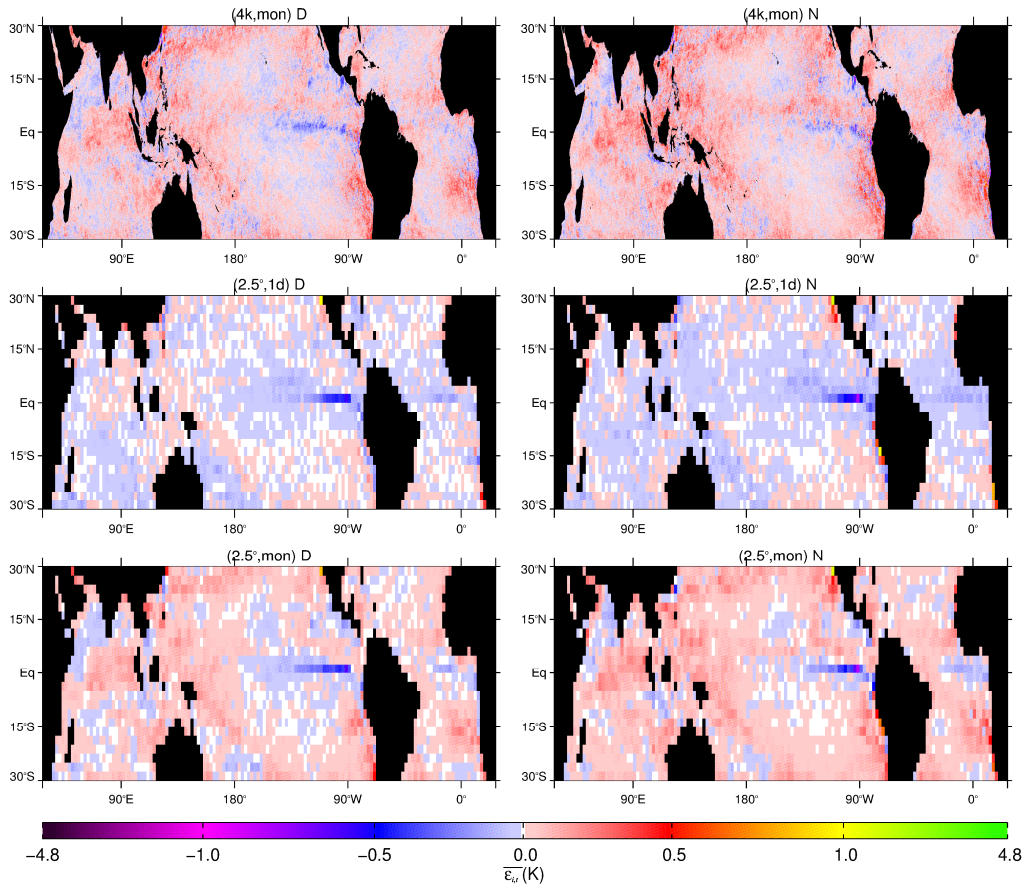 (4k,mon) D (4k,mon) N
30°N 30°N
15°N 15°N
Eq Eq
15°S 15°S
30°S 30°S
90°E 180° 90°W 0° 90°E 180° 90°W 0°
(2.5°,1d) D (2.5°,1d) N
30°N 30°N
15°N 15°N
Eq Eq
15°S 15°S
30°S 30°S
90°E 180° 90°W 0° 90°E 180° 90°W 0°
(2.5°,mon) D (2.5°,mon) N
30°N 30°N
15°N 15°N
Eq Eq
15°S 15°S
30°S 30°S
90°E 180° 90°W 0° 90°E 180° 90°W 0°
-4.8 -1.0 -0.5 0.0 0.5 1.0 4.8
ε̅i,t(K)